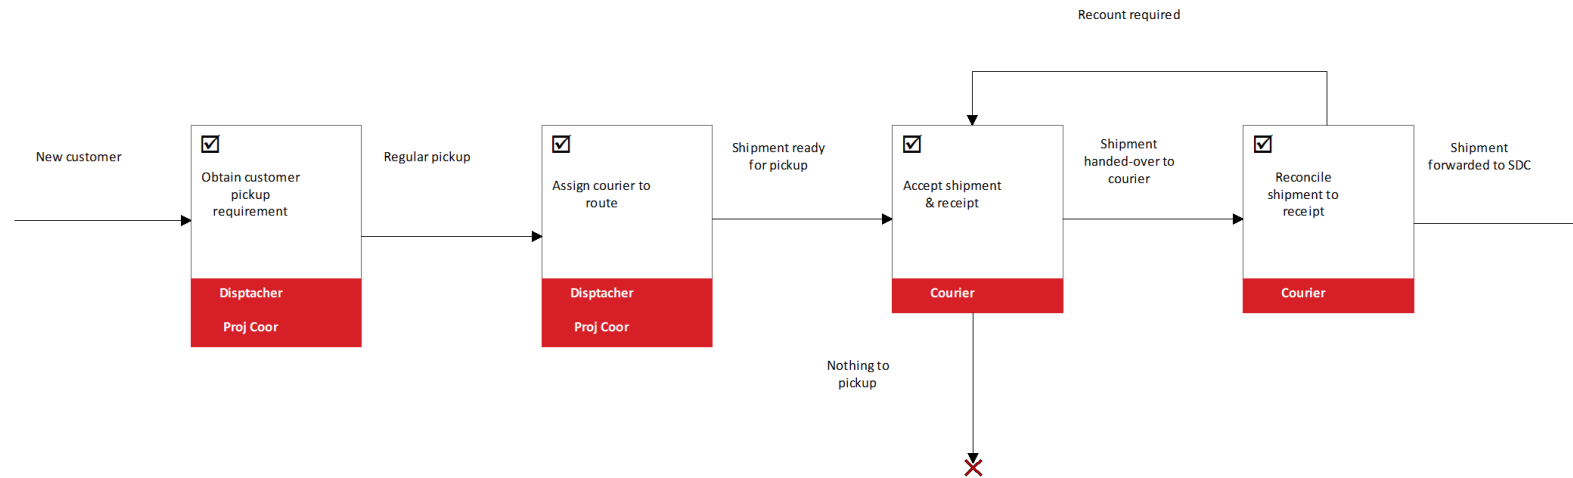 Recount required
New customer
Obtain customer
pickup
requirement
Disptacher
Proj Coor
Regular pickup
Assign courier to
route
Disptacher
Proj Coor
Shipment ready
for pickup
Accept shipment
& receipt
Courier
Nothing to
pickup
Shipment
handed-over to
courier
Reconcile
shipment to
receipt
Courier
Shipment
forwarded to SDC